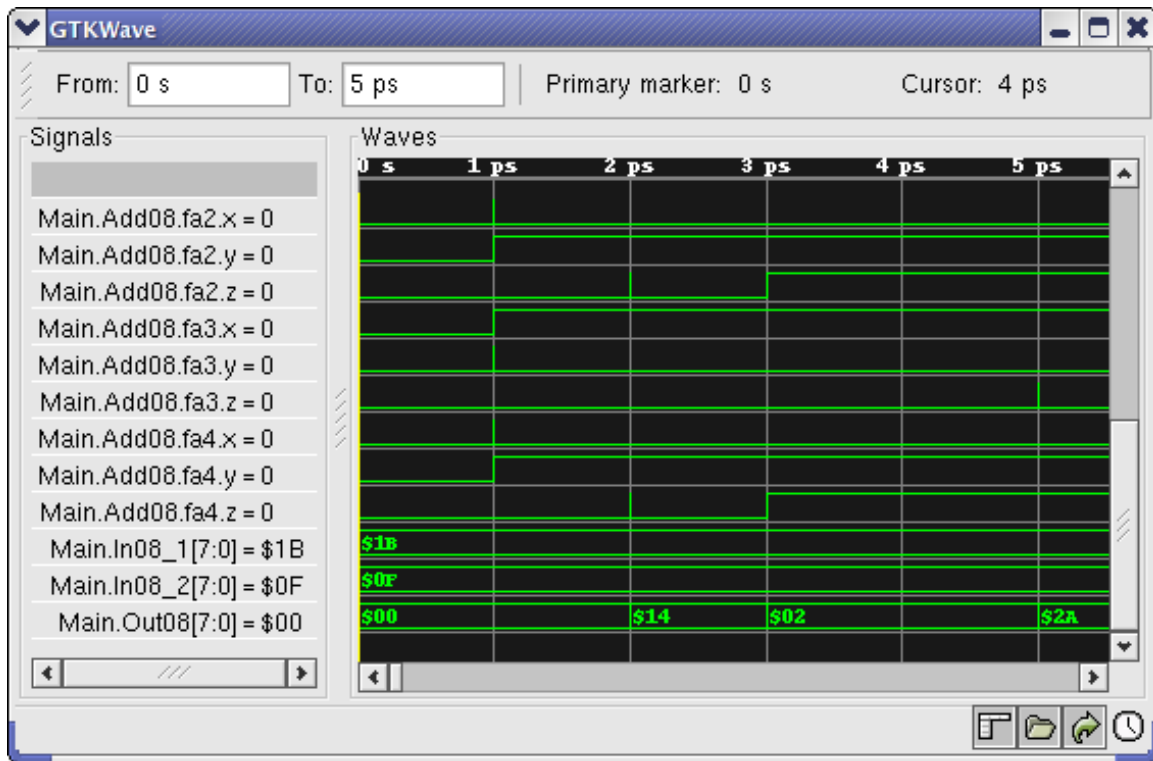 GTKWave
From: 0 s To: 5 ps Primary marker: 0 s Cursor: 4 ps
Signals
Waves
0 s 1 ps 2 ps 3 ps 4 ps 5 ps
Main.Add08.fa2.x = 0
Main.Add08.fa2.y = 0
Main.Add08.fa2.z = 0
Main.Add08.fa3.x = 0
Main.Add08.fa3.y = 0
Main.Add08.fa3.z = 0
Main.Add08.fa4.x = 0
Main.Add08.fa4.y = 0
Main.Add08.fa4.z = 0
Main.In08_1[7:0] = $1B $1B
Main.In08_2[7:0] = $0F $0F
Main.Out08[7:0] = $00 $00 $14 $02 $2A